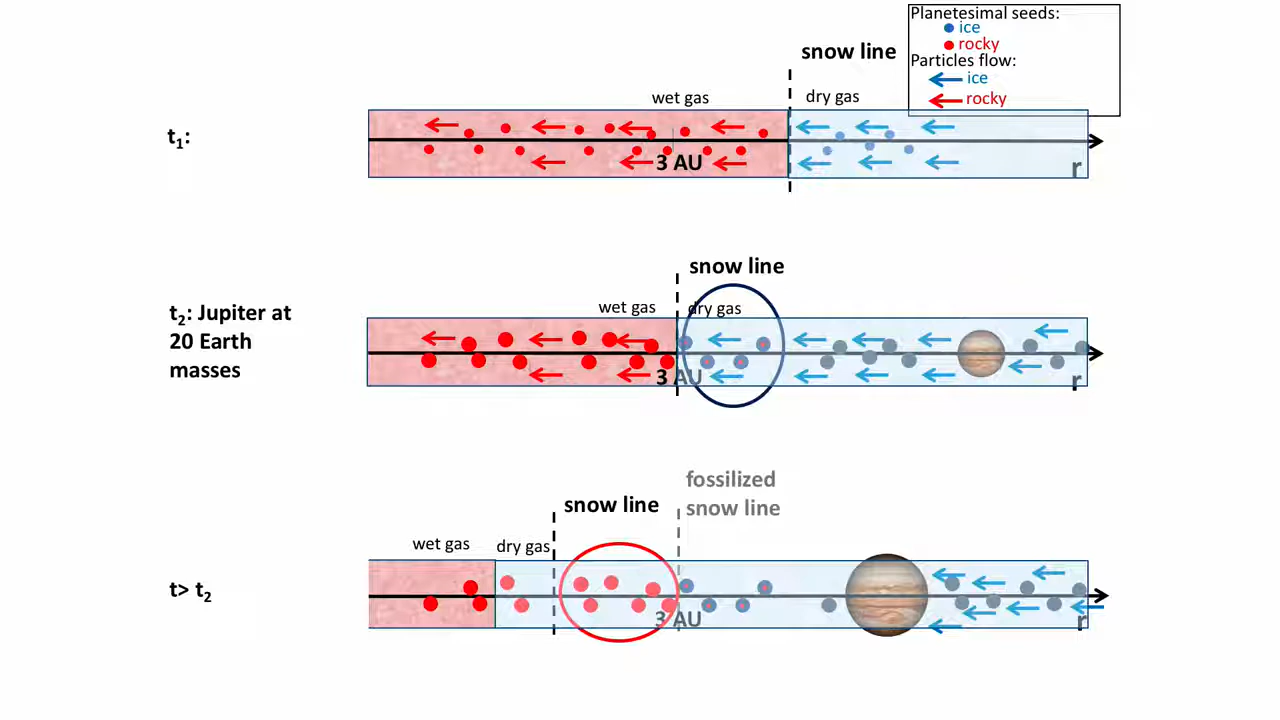 Planetesimal seeds:
ice
rocky
Particles flow:
ice
rocky
snow line
wet gas
dry gas
t1:
3 AU
r
snow line
wet gas
dry gas
t2: Jupiter at
20 Earth
masses
3 AU
r
fossilized
snow line
snow line
wet gas
dry gas
t> t2
3 AU
r